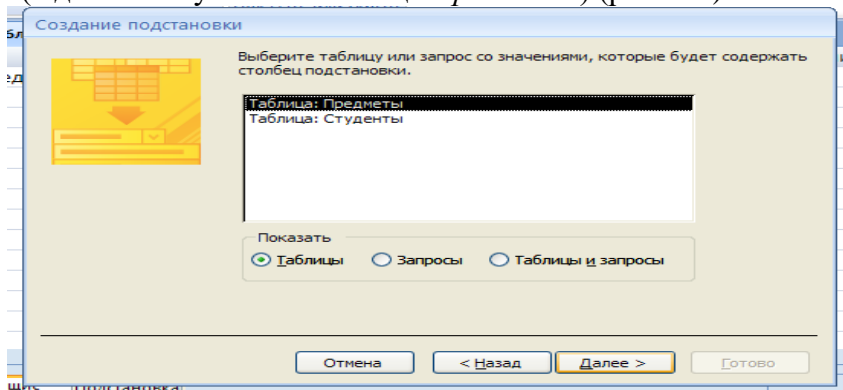 Создание подстановки
Выберите таблицу или запрос со значениями, которые будет содержать
столбец подстановки.
Таблица: Предметы
Таблица: Студенты
Показать
Таблицы
Запросы
Таблицы и запросы
Отмена
< Назад
Далее >
Готово
Подстановка